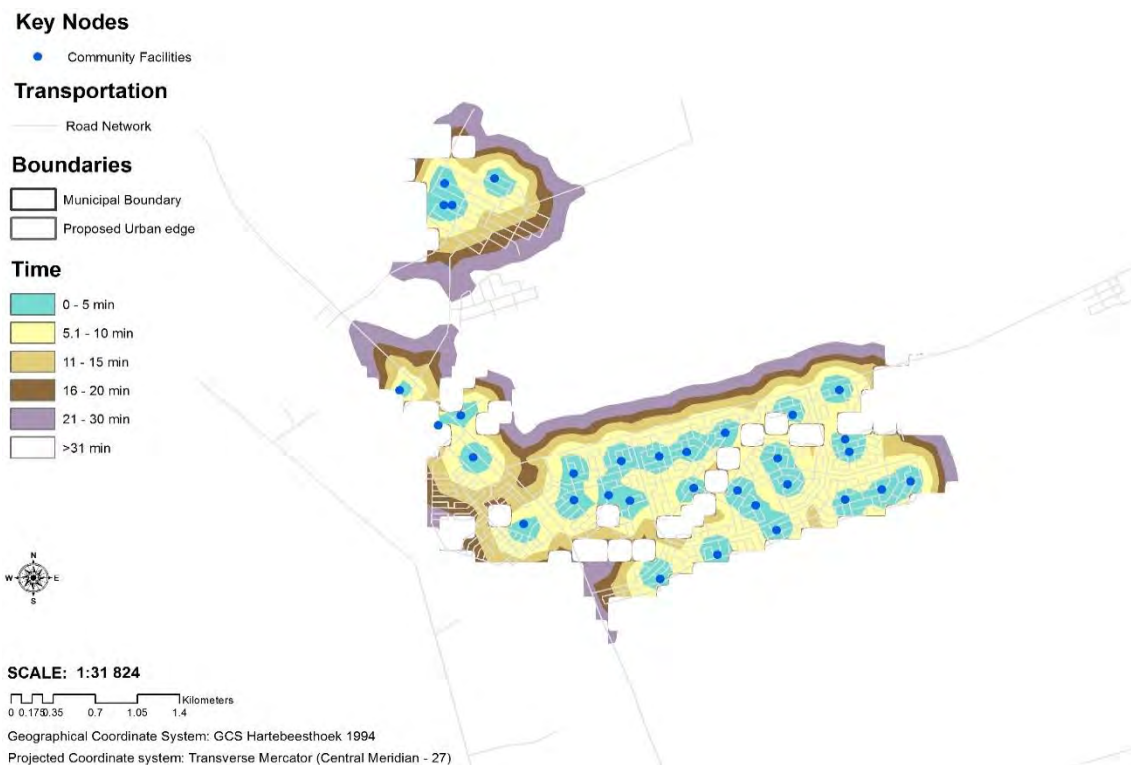 Key Nodes
Community Facilities
Transportation
Road Network
Boundaries
Municipal Boundary
Proposed Urban edge
Time
0 - 5 min
5.1 - 10 min
11 - 15 min
16 - 20 min
21 - 30 min
>31 min
N
W E
S
SCALE: 1:31 824
Kilometers
0 0.175 0.35 0.7 1.05 1.4
Geographical Coordinate System: GCS Hartebeesthoek 1994
Projected Coordinate system: Transverse Mercator (Central Meridian - 27)